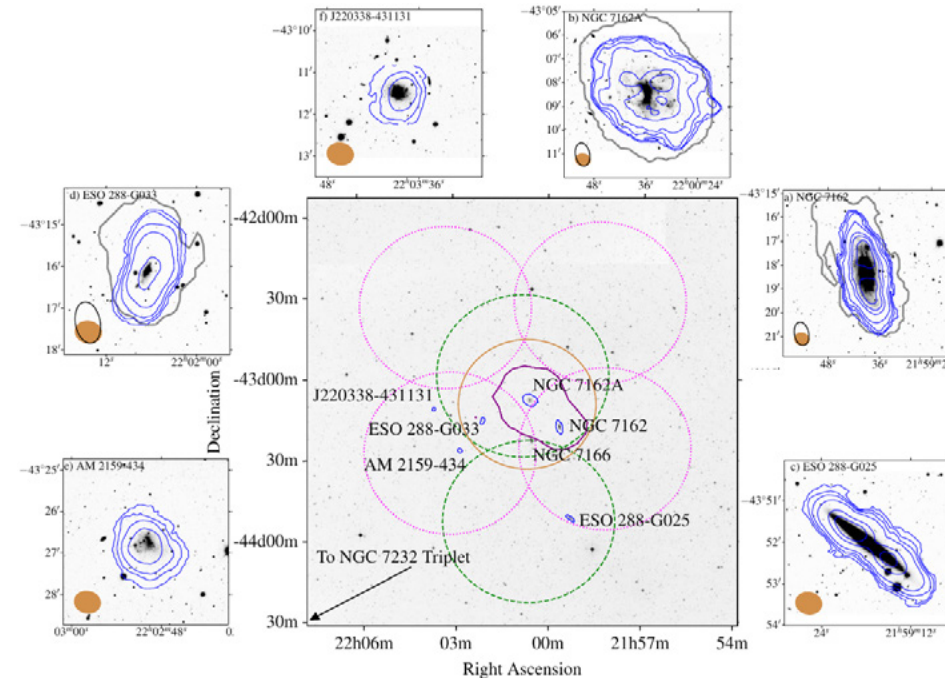 f) J220338-431131
−43°10′
11′
12′
13′
48ˢ
22ʰ03ᵐ36ˢ
b) NGC 7162A
−43°05′
06′
07′
08′
09′
10′
11′
48ˢ
36ˢ
22ʰ00ᵐ24ˢ
d) ESO 288-G033
−43°15′
16′
17′
18′
12ˢ
22ʰ02ᵐ00ˢ
a) NGC 7162
−43°15′
16′
17′
18′
19′
20′
21′
48ˢ
36ˢ
-42d00m
30m
-43d00m
30m
-44d00m
30m
Declination
NGC 7162A
J220338-431131
ESO 288-G033
NGC 7162
AM 2159-434
NGC 7166
ESO 288-G025
To NGC 7232 Triplet
22h06m
03m
00m
21h57m
54m
Right Ascension
e) AM 2159-434
−43°25′
26′
27′
28′
03ᵐ00ˢ
22ʰ02ᵐ48ˢ
c) ESO 288-G025
−43°51′
52′
53′
54′
24ˢ
21ʰ59ᵐ12ˢ